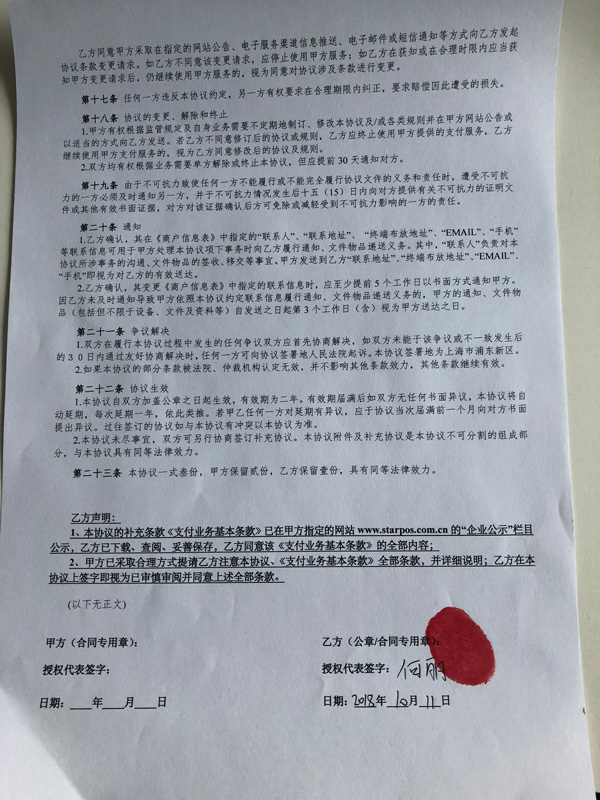 乙方同意甲方采取在指定的网站公告、电子服务渠道信息推送、电子邮件或短信通知等方式向乙方发起
协议条款变更请求。如乙方不同意该变更请求，应停止使用甲方服务；如乙方在获知或在合理时限内应当获
知甲方变更请求后，仍继续使用甲方服务的，视为同意对协议涉及条款进行变更。
第十七条 任何一方违反本协议约定，另一方有权要求在合理期限内纠正，要求赔偿因此遭受的损失。
第十八条 协议的变更、解除和终止
1.甲方有权根据监管规定及自身业务需要不定期地制订、修改本协议及/或各类规则并在甲方网站公告或
以适当的方式向乙方发送。若乙方不同意修订后的协议或规则，乙方应终止使用甲方提供的支付服务，乙方
继续使用甲方支付服务的，视为乙方同意修改后的协议及规则。
2.双方均有权根据业务需要单方解除或终止本协议，但应提前 30 天通知对方。
第十九条 由于不可抗力致使任何一方不能履行或不能完全履行协议文件的义务和责任时，遭受不可抗
力的一方必须及时通知另一方，并于不可抗力情况发生后十五（15）日内向对方提供有关不可抗力的证明文
件或其他有效书面证据，对方对该证据确认后方可免除或减轻受到不可抗力影响的一方的责任。
第二十条 通知
1.乙方确认，其在《商户信息表》中指定的“联系人”、“联系地址”、 “终端布放地址”、“EMAIL”、“手机”
等联系信息可用于甲方处理本协议项下事务时向乙方履行通知、文件物品递送义务。其中，“联系人”负责对本
协议所涉事务的沟通、文件物品的签收、移交等事宜。甲方发送到乙方“联系地址”、“终端布放地址”、“EMAIL”、
“手机”即视为对乙方的有效送达。
2.乙方确认，其变更《商户信息表》中指定的联系信息时，应至少提前 5 个工作日以书面方式通知甲方。
因乙方未及时通知导致甲方依照本协议约定联系信息履行通知、文件物品递送义务的，甲方的通知、文件物
品（包括但不限于设备、文件及资料等）自发送之日起第 3 个工作日（含）视为甲方送达之日。
第二十一条 争议解决
1.双方在履行本协议过程中发生的任何争议双方应首先协商解决，如双方未能于该争议或不一致发生后
的３０日内通过友好协商解决时，任何一方可向协议签署地人民法院起诉。本协议签署地为上海市浦东新区。
2.如果本协议的部分条款被法院、仲裁机构认定无效，并不影响其他条款效力，其他条款继续有效。
第二十二条 协议生效
1.本协议自双方加盖公章之日起生效，有效期为二年。有效期届满后如双方无任何书面异议，本协议将自
动延期，每次延期一年，依此类推。若甲乙任何一方对延期有异议，应于协议当次届满前一个月向对方书面
提出异议。过往签订的协议如与本协议有冲突以本协议为准。
2.本协议未尽事宜，双方可另行协商签订补充协议。本协议附件及补充协议是本协议不可分割的组成部
分，与本协议具有同等法律效力。
第二十三条 本协议一式叁份，甲方保留贰份，乙方保留壹份，具有同等法律效力。
乙方声明：
1、本协议的补充条款《支付业务基本条款》已在甲方指定的网站 www.starpos.com.cn 的“企业公示”栏目
公示，乙方已下载、查阅、妥善保存，乙方同意该《支付业务基本条款》的全部内容；
2、甲方已采取合理方式提请乙方注意本协议、《支付业务基本条款》全部条款，并详细说明；乙方在本
协议上签字即视为已审慎审阅并同意上述全部条款。
（以下无正文）
甲方（合同专用章）： 乙方（公章/合同专用章）：
授权代表签字： 授权代表签字：何丽
日期：___年___月___日 日期：2018年10月11日